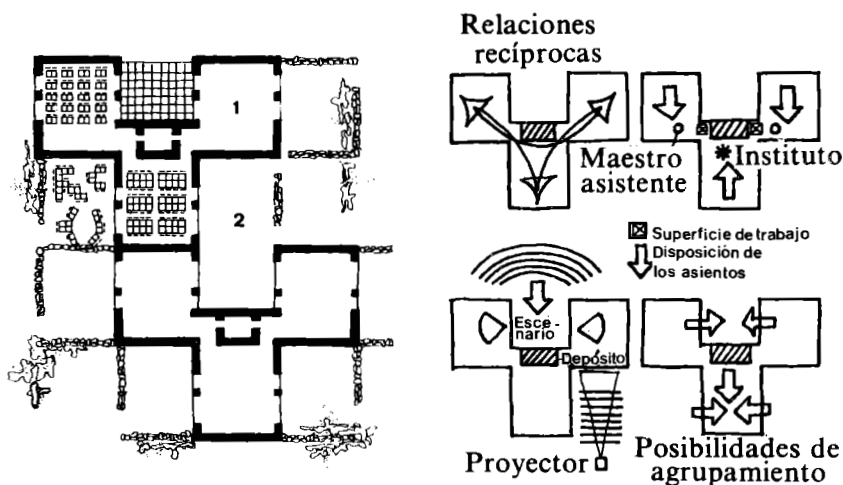 Relaciones
recíprocas
1
2
Maestro
asistente
Instituto
Superficie de trabajo
Disposición de
los asientos
Esce-
nario
Depósito
Proyector
Posibilidades de
agrupamiento